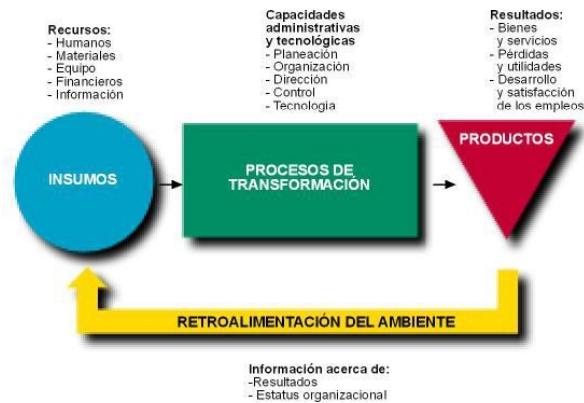 Recursos:
- Humanos
- Materiales
- Equipo
- Financieros
- Información
Capacidades
administrativas
y tecnológicas
- Planeación
- Organización
- Dirección
- Control
- Tecnologia
Resultados:
- Bienes
y servicios
- Pérdidas
y utilidades
- Desarrollo
y satisfacción
de los empleos
INSUMOS
PROCESOS DE
TRANSFORMACIÓN
PRODUCTOS
RETROALIMENTACIÓN DEL AMBIENTE
Información acerca de:
-Resultados
- Estatus organizacional